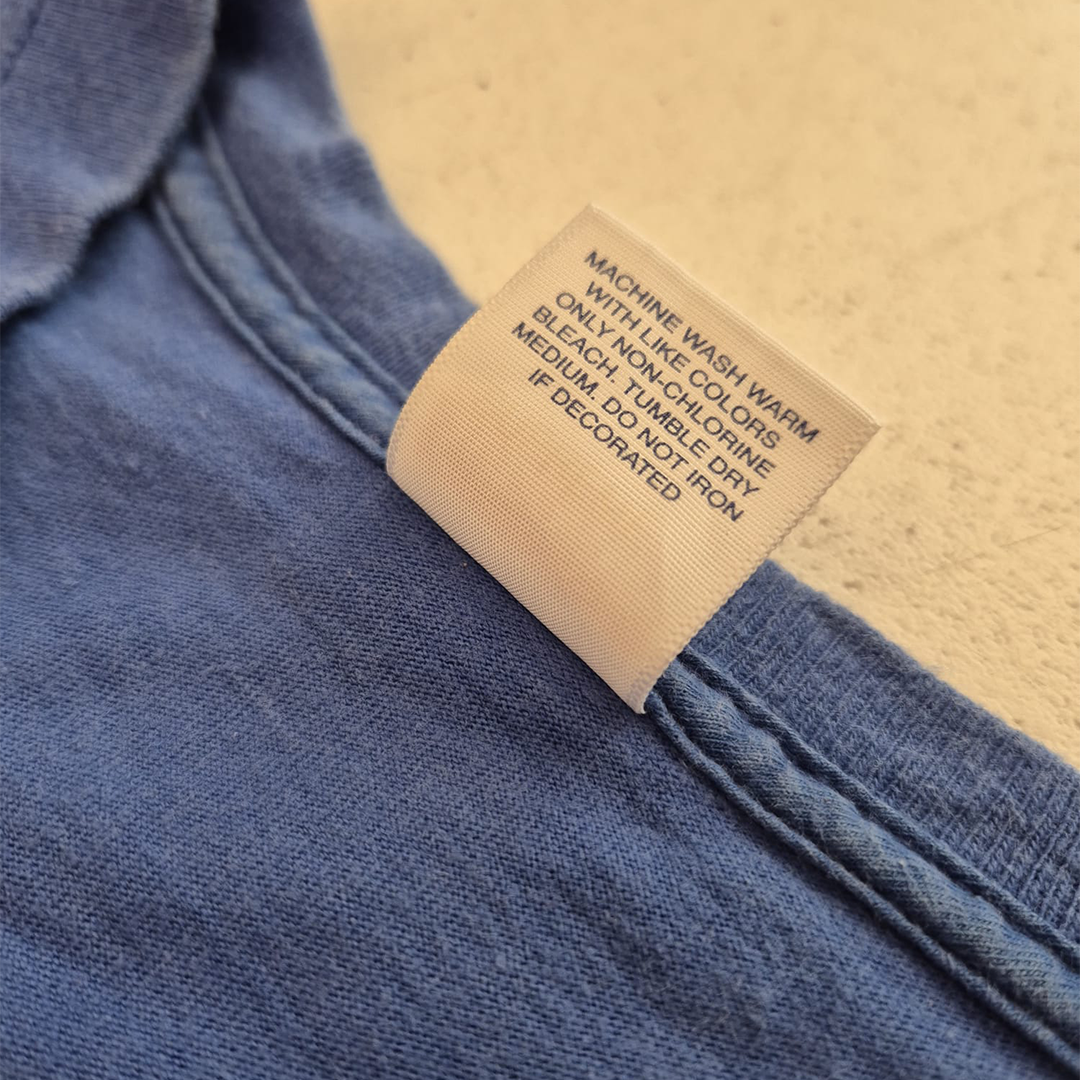 MACHINE WASH WARM
WITH LIKE COLORS
ONLY NON-CHLORINE
BLEACH. TUMBLE DRY
MEDIUM. DO NOT IRON
IF DECORATED